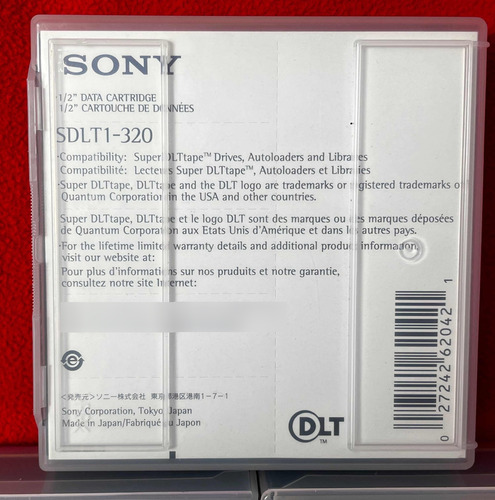 SONY
1/2" DATA CARTRIDGE
1/2" CARTOUCHE DE DONNÉES
SDLT1-320
·Compatibility: Super DLTtape™ Drives, Autoloaders and Libraries
Compatibilité: Lecteurs Super DLTtape™, Autoloaders et Libraries
·Super DLTtape, DLTtape and the DLT logo are trademarks or registered trademarks of
Quantum Corporation in the USA and other countries.
Super DLTtape, DLTtape et le logo DLT sont des marques ou des marques déposées
de Quantum Corporation aux Etats Unis d'Amérique et dans les autres pays.
·For the lifetime limited warranty details and additional product information,
visit our website at:
Pour plus d'informations sur nos pruduits et notre garantie,
consultez notre site Internet:
<発売元>ソニー株式会社 東京都港区港南1-7-1
Sony Corporation, Tokyo Japan
Made in Japan/Fabriqué du Japon
DLT
TM
0 27242 62042 1